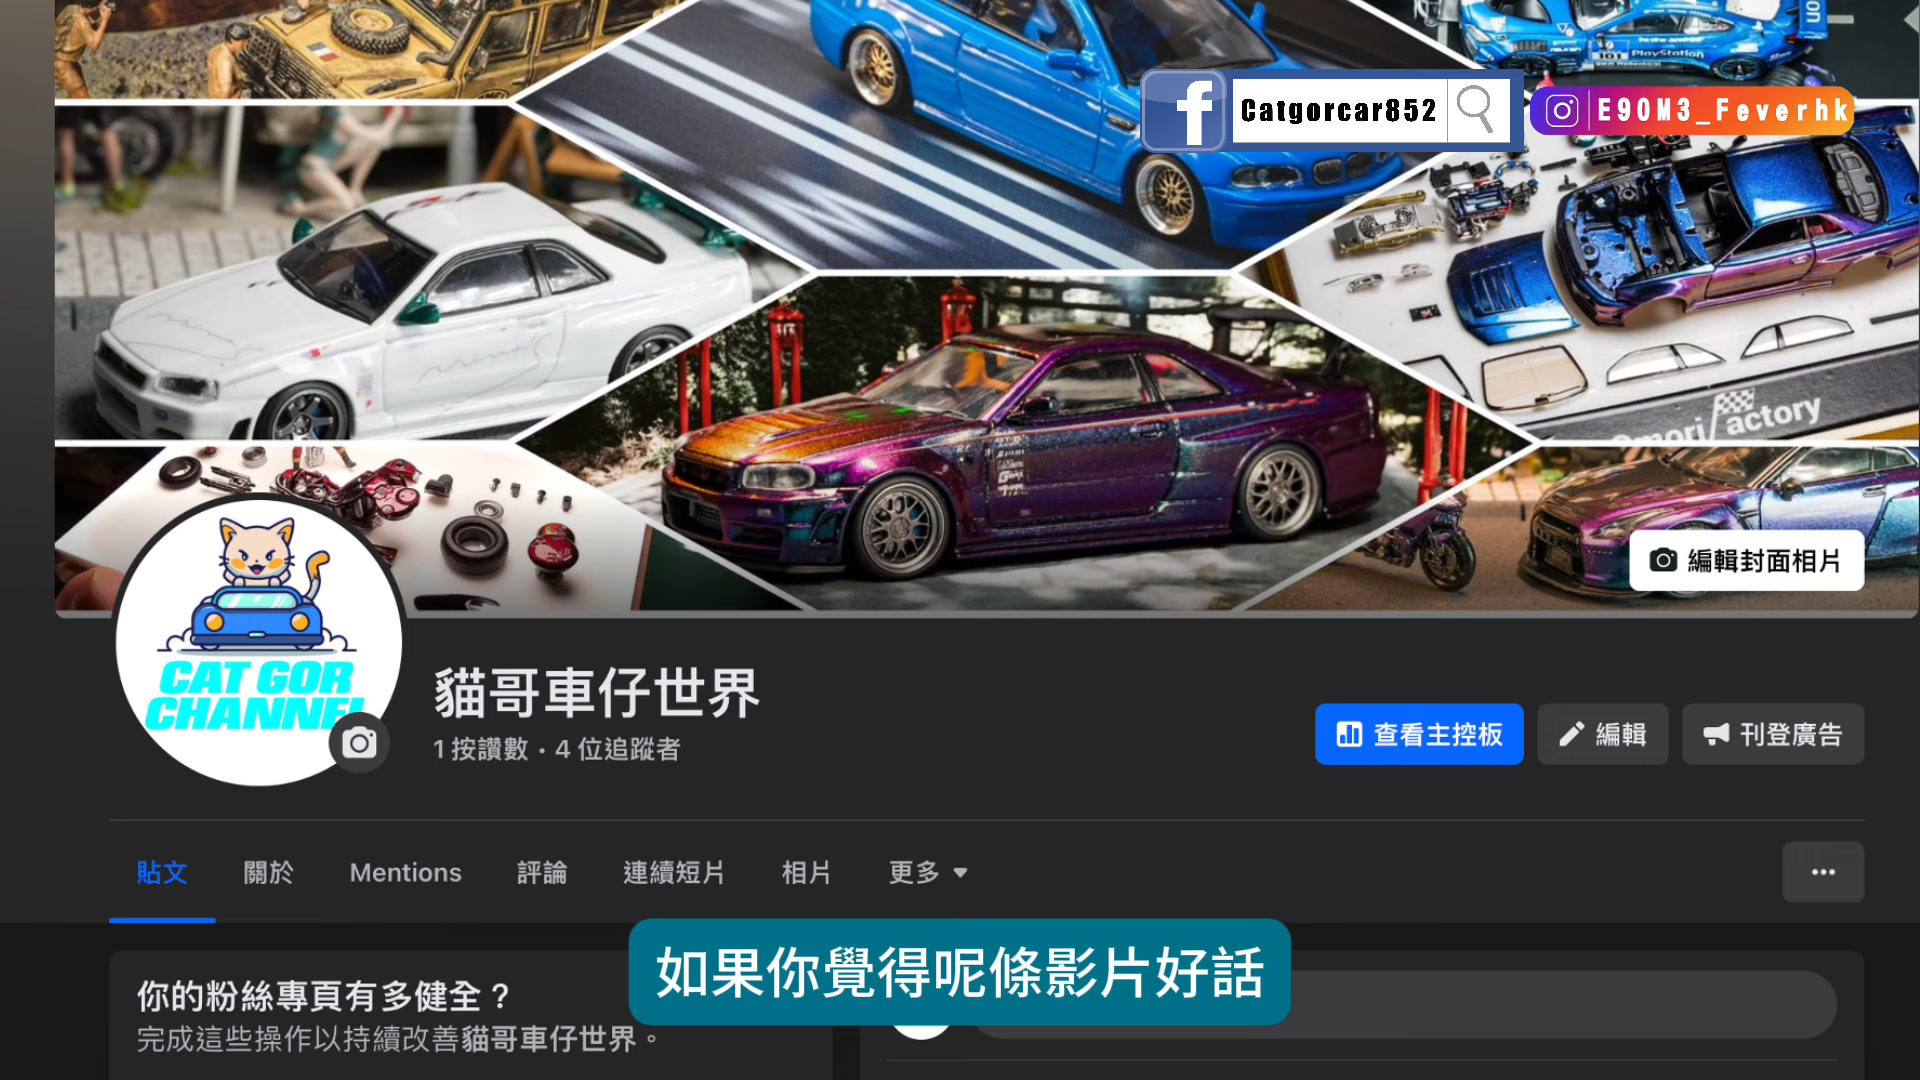 PlayStation
Catgorcar852
E90M3_Feverhk
Omori Factory
編輯封面相片
CAT GOR
CHANNEL
貓哥車仔世界
1 按讚數・4 位追蹤者
查看主控板
編輯
刊登廣告
貼文
關於
Mentions
評論
連續短片
相片
更多
如果你覺得呢條影片好話
你的粉絲專頁有多健全？
完成這些操作以持續改善貓哥車仔世界。